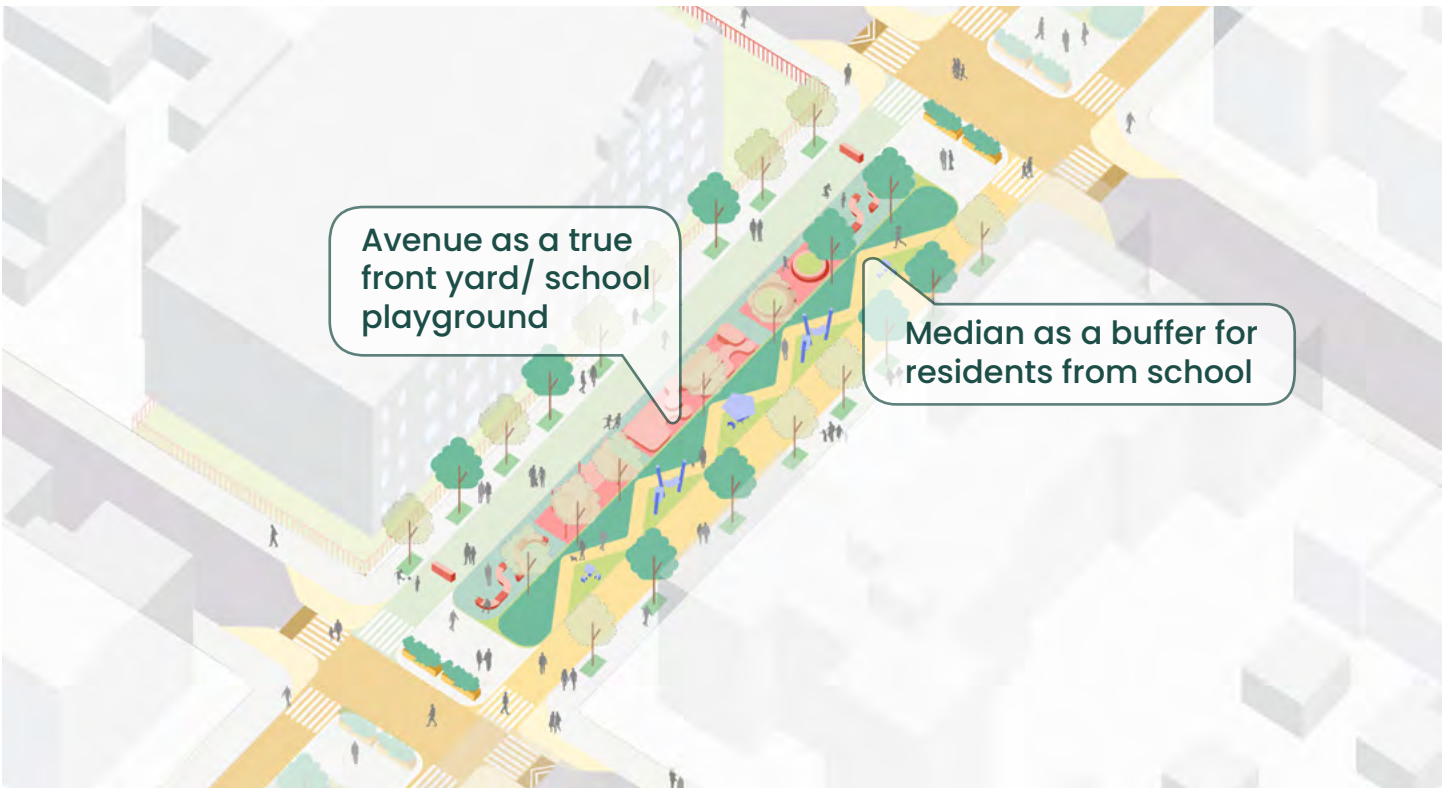 Avenue as a true
front yard/ school
playground
Median as a buffer for
residents from school